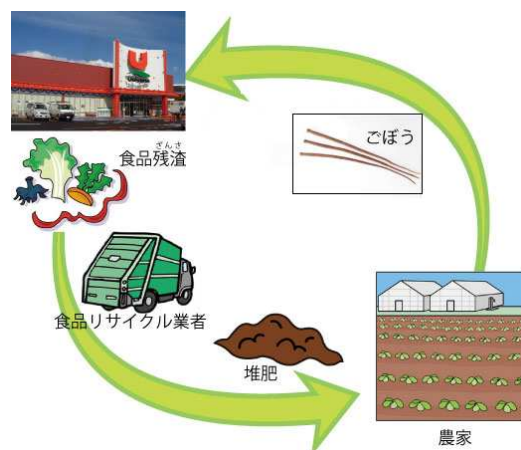 食品残渣
ざんさ
ごぼう
食品リサイクル業者
堆肥
農家